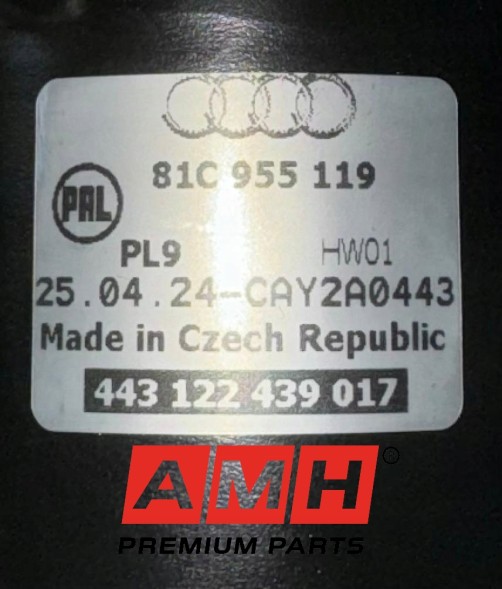 81C 955 119
PAL
PL9 HW01
25.04.24-CAY2A0443
Made in Czech Republic
443 122 439 017
AMH
PREMIUM PARTS